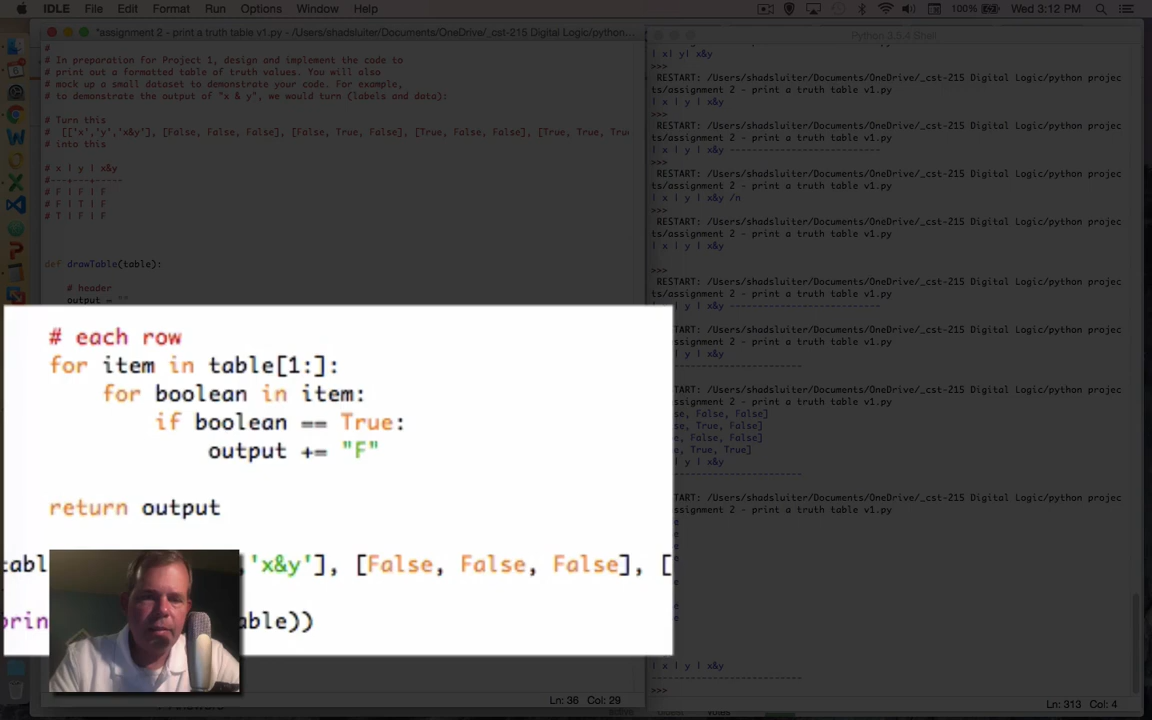 IDLE File Edit Format Run Options Window Help 100% Wed 3:12 PM
*assignment 2 - print a truth table v1.py - /Users/shadsluiter/Documents/OneDrive/_cst-215 Digital Logic/python...
#
# In preparation for Project 1, design and implement the code to
# print out a formatted table of truth values. You will also
# mock up a small dataset to demonstrate your code. For example,
# to demonstrate the output of "x & y", we would turn (labels and data):
# Turn this
# [['x','y','x&y'], [False, False, False], [False, True, False], [True, False, False], [True, True, Tru
# into this
# x | y | x&y
#---+---+-----
# F | F | F
# F | T | F
# T | F | F
def drawTable(table):
# header
output = ""
# each row
for item in table[1:]:
for boolean in item:
if boolean == True:
output += "F"
return output
tabl ,'x&y'], [False, False, False], [
prin able))
Ln: 36 Col: 29
Python 3.5.4 Shell
| x| y| x&y
>>>
RESTART: /Users/shadsluiter/Documents/OneDrive/_cst-215 Digital Logic/python projec
ts/assignment 2 - print a truth table v1.py
| x | y | x&y
>>>
RESTART: /Users/shadsluiter/Documents/OneDrive/_cst-215 Digital Logic/python projec
ts/assignment 2 - print a truth table v1.py
| x | y | x&y ----------------------------
>>>
RESTART: /Users/shadsluiter/Documents/OneDrive/_cst-215 Digital Logic/python projec
ts/assignment 2 - print a truth table v1.py
| x | y | x&y /n
>>>
RESTART: /Users/shadsluiter/Documents/OneDrive/_cst-215 Digital Logic/python projec
ts/assignment 2 - print a truth table v1.py
| x | y | x&y
>>>
RESTART: /Users/shadsluiter/Documents/OneDrive/_cst-215 Digital Logic/python projec
ts/assignment 2 - print a truth table v1.py
| x | y | x&y ----------------------------
TART: /Users/shadsluiter/Documents/OneDrive/_cst-215 Digital Logic/python projec
ssignment 2 - print a truth table v1.py
| y | x&y
--------------------
TART: /Users/shadsluiter/Documents/OneDrive/_cst-215 Digital Logic/python projec
ssignment 2 - print a truth table v1.py
se, False, False]
se, True, False]
e, False, False]
e, True, True]
| y | x&y
--------------------
TART: /Users/shadsluiter/Documents/OneDrive/_cst-215 Digital Logic/python projec
ssignment 2 - print a truth table v1.py
| x | y | x&y
-------------------------
>>>
Ln: 313 Col: 4